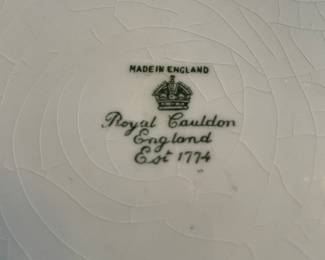 MADE IN ENGLAND
Royal Cauldon
England
Est 1774